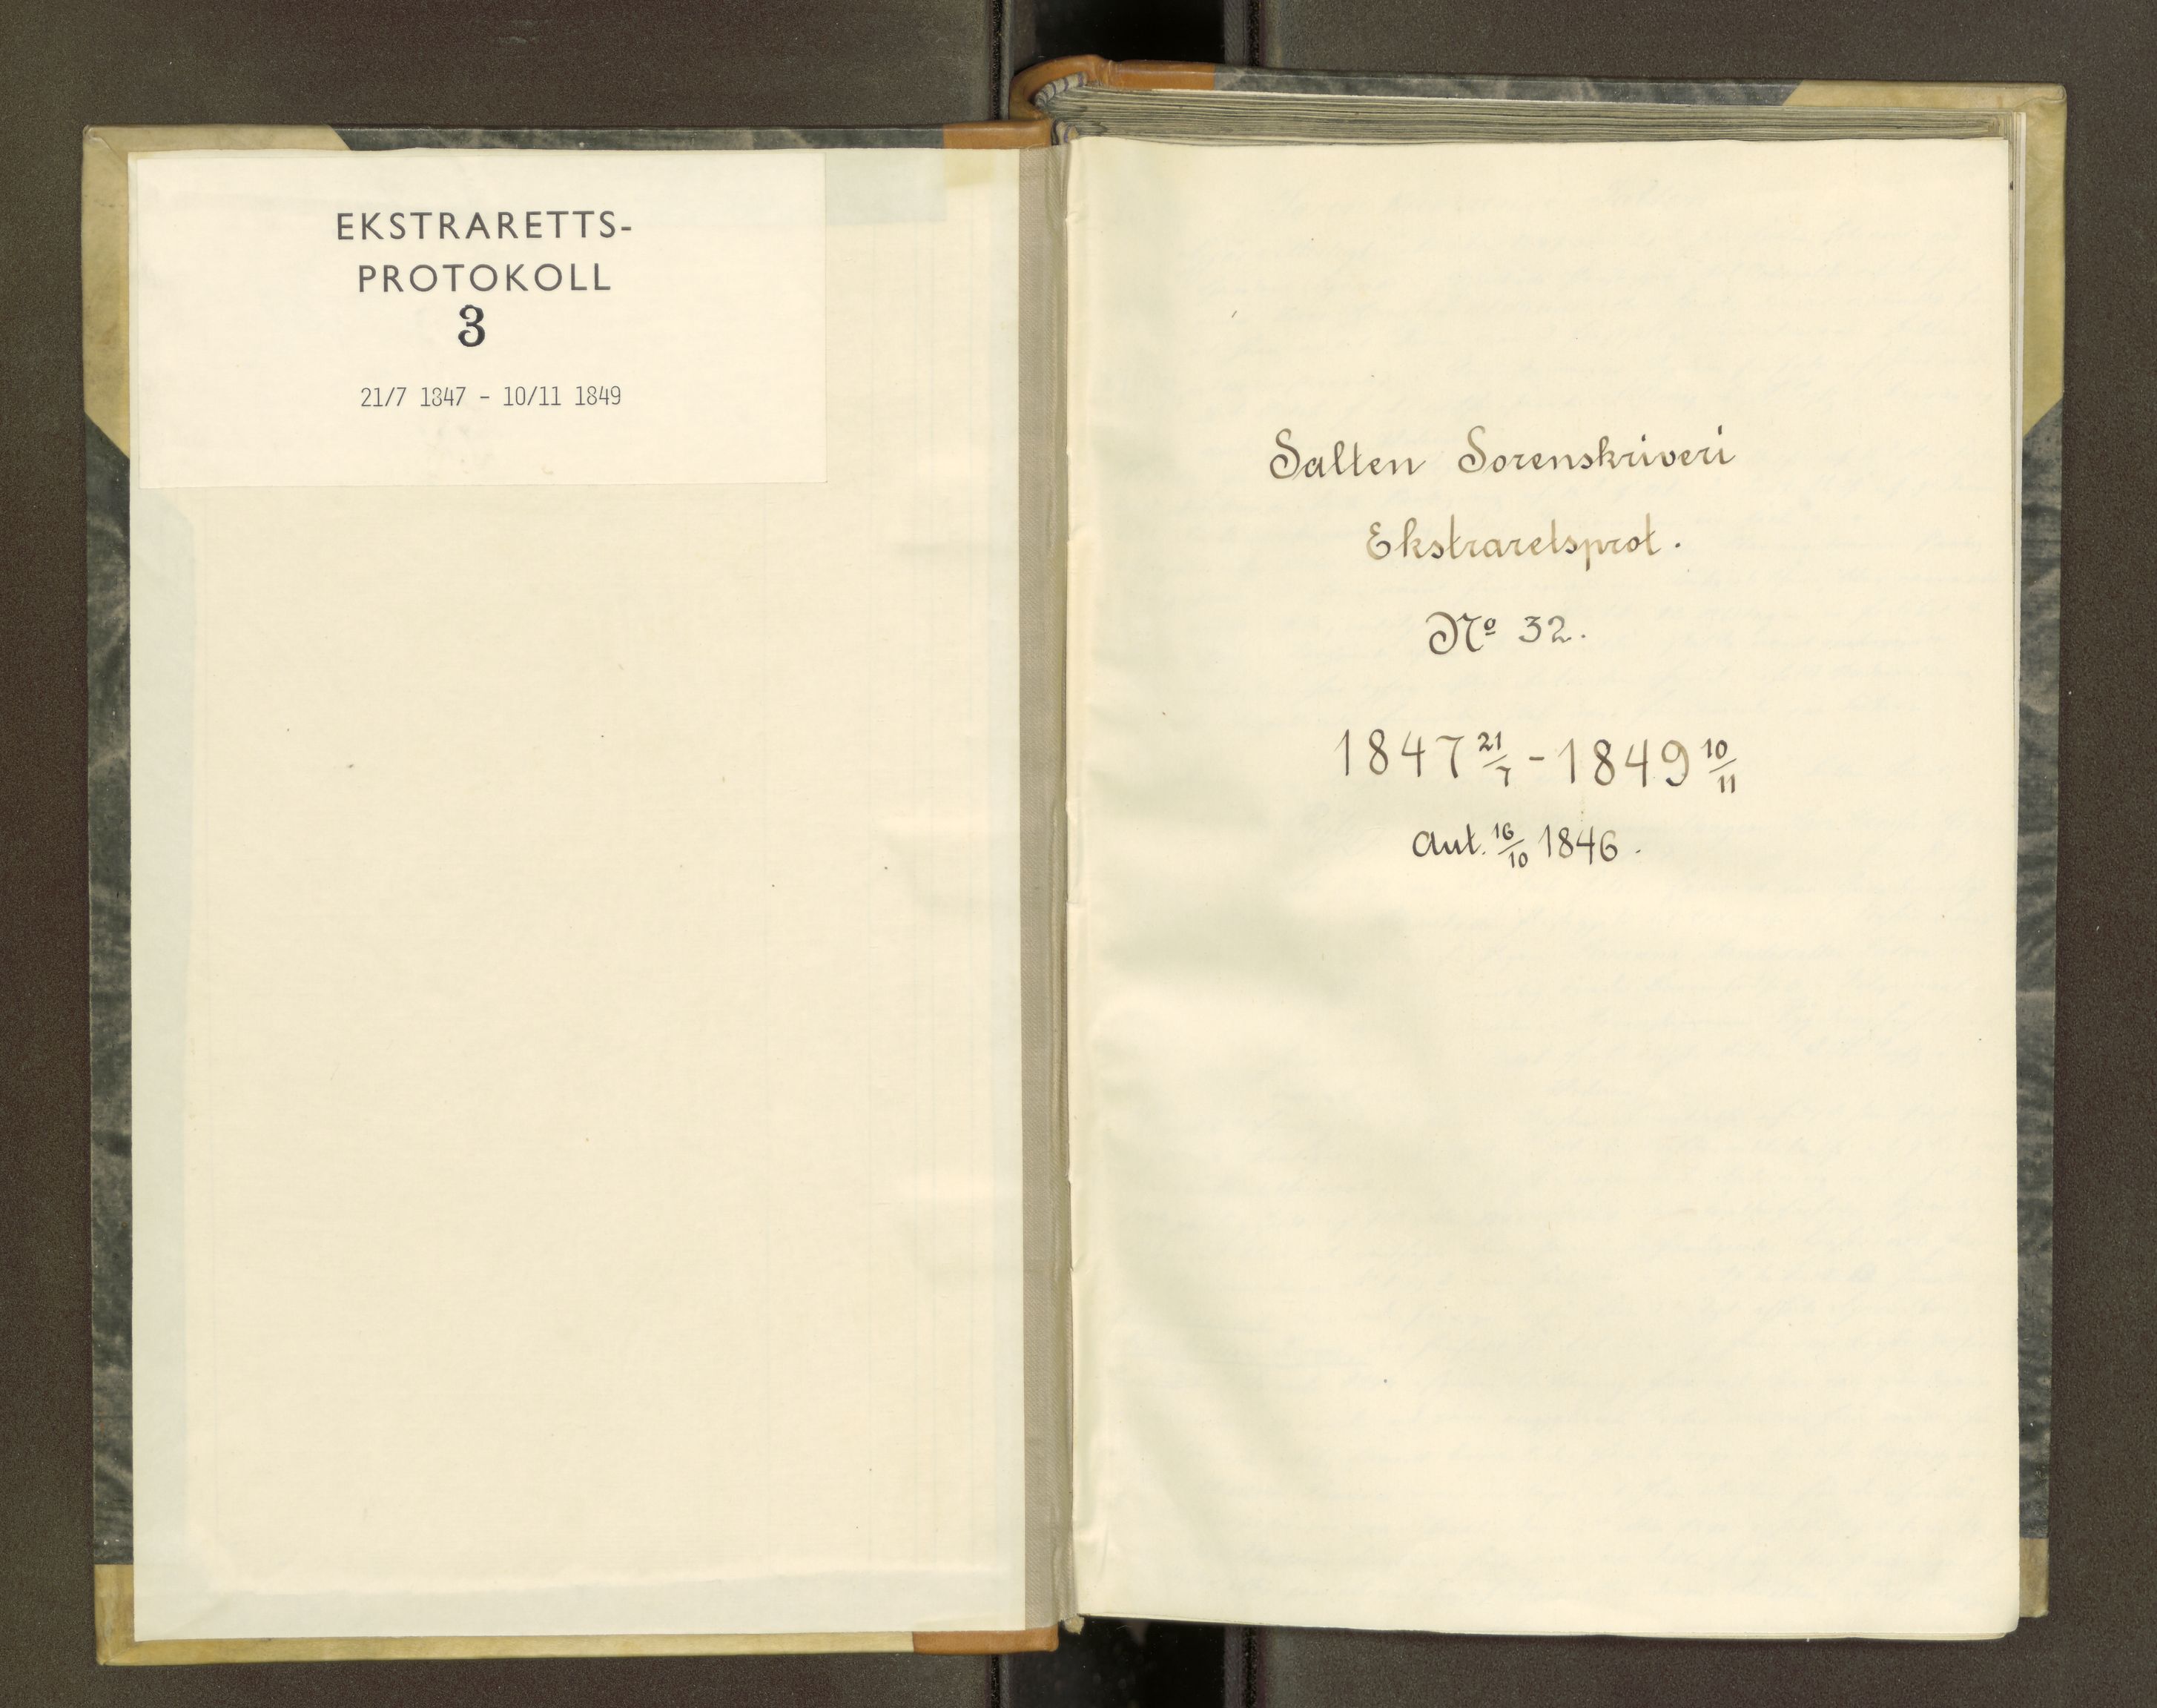 EKSTRARETTS-
PROTOKOLL
3
21/7 1847 - 10/11 1849
Salten Sorenskriveri
Ekstraretsprot.
Nº 32.
1847 21/7 - 1849 10/11
Aut. 16/10 1846.